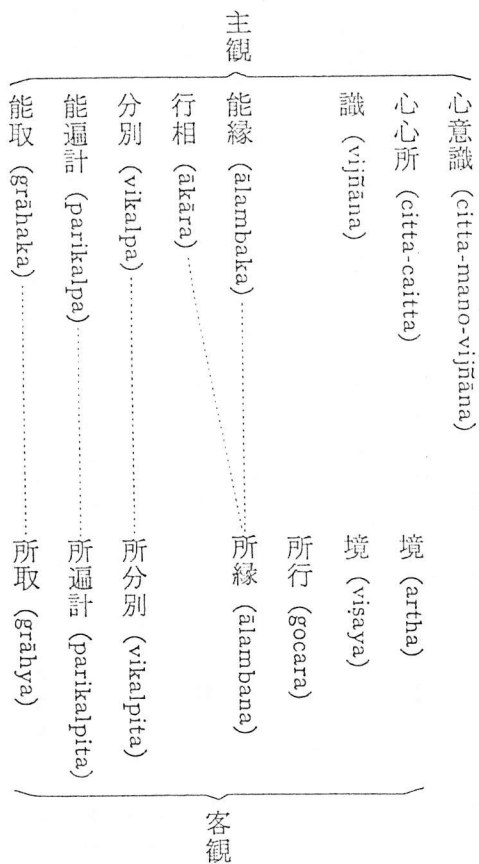 主観
心意識 (citta-mano-vijñāna)
心心所 (citta-caitta)
識 (vijñāna)
能縁 (ālambaka)
行相 (ākāra)
分別 (vikalpa)
能遍計 (parikalpa)
能取 (grāhaka)
境 (artha)
境 (viṣaya)
所行 (gocara)
所縁 (ālambana)
所分別 (vikalpita)
所遍計 (parikalpita)
所取 (grāhya)
客観